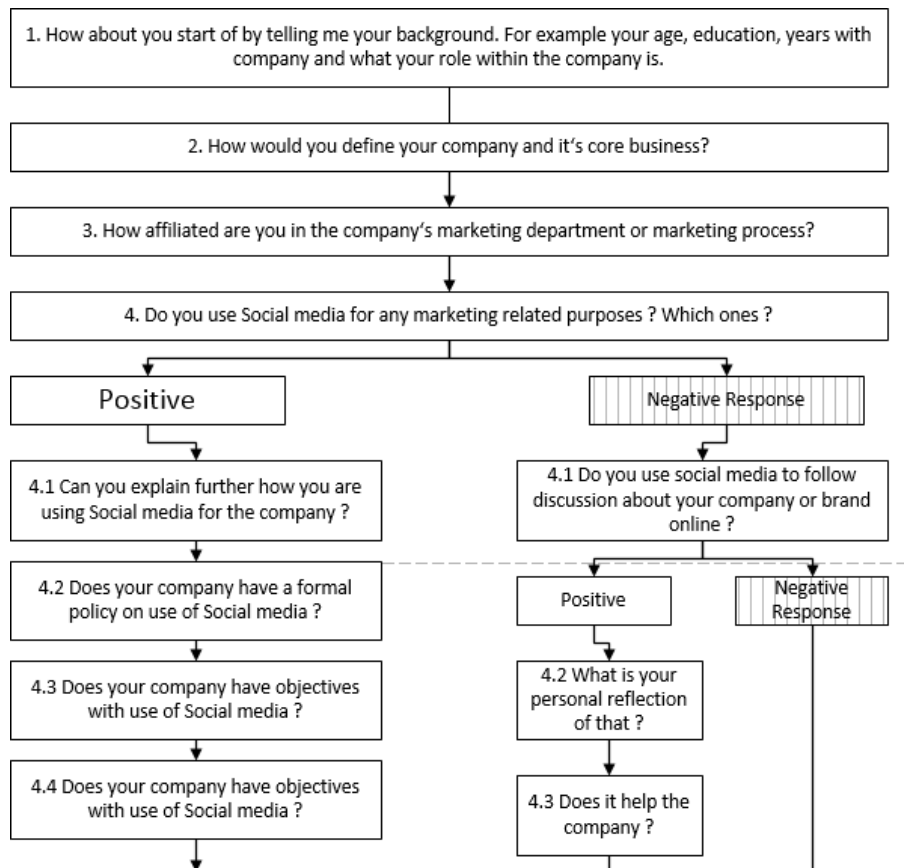 1. How about you start of by telling me your background. For example your age, education, years with
company and what your role within the company is.
2. How would you define your company and it's core business?
3. How affiliated are you in the company's marketing department or marketing process?
4. Do you use Social media for any marketing related purposes ? Which ones ?
Positive
Negative Response
4.1 Can you explain further how you are
using Social media for the company ?
4.2 Does your company have a formal
policy on use of Social media ?
4.3 Does your company have objectives
with use of Social media ?
4.4 Does your company have objectives
with use of Social media ?
4.1 Do you use social media to follow
discussion about your company or brand
online ?
Positive
Negative
Response
4.2 What is your
personal reflection
of that ?
4.3 Does it help the
company ?